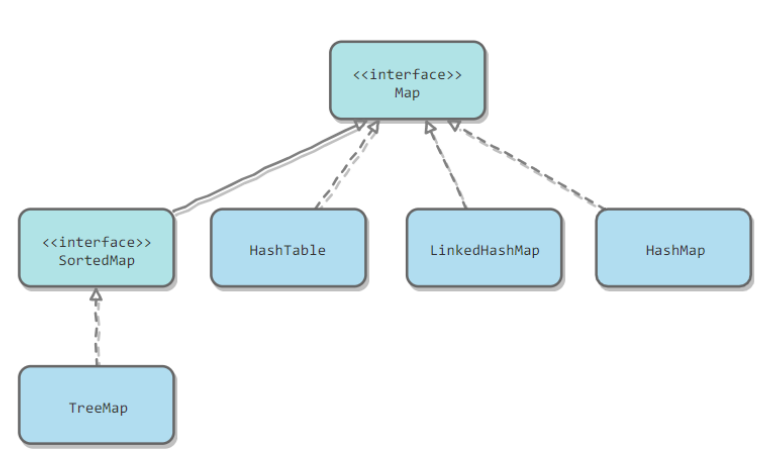 <<interface>>
Map
<<interface>>
SortedMap
HashTable
LinkedHashMap
HashMap
TreeMap